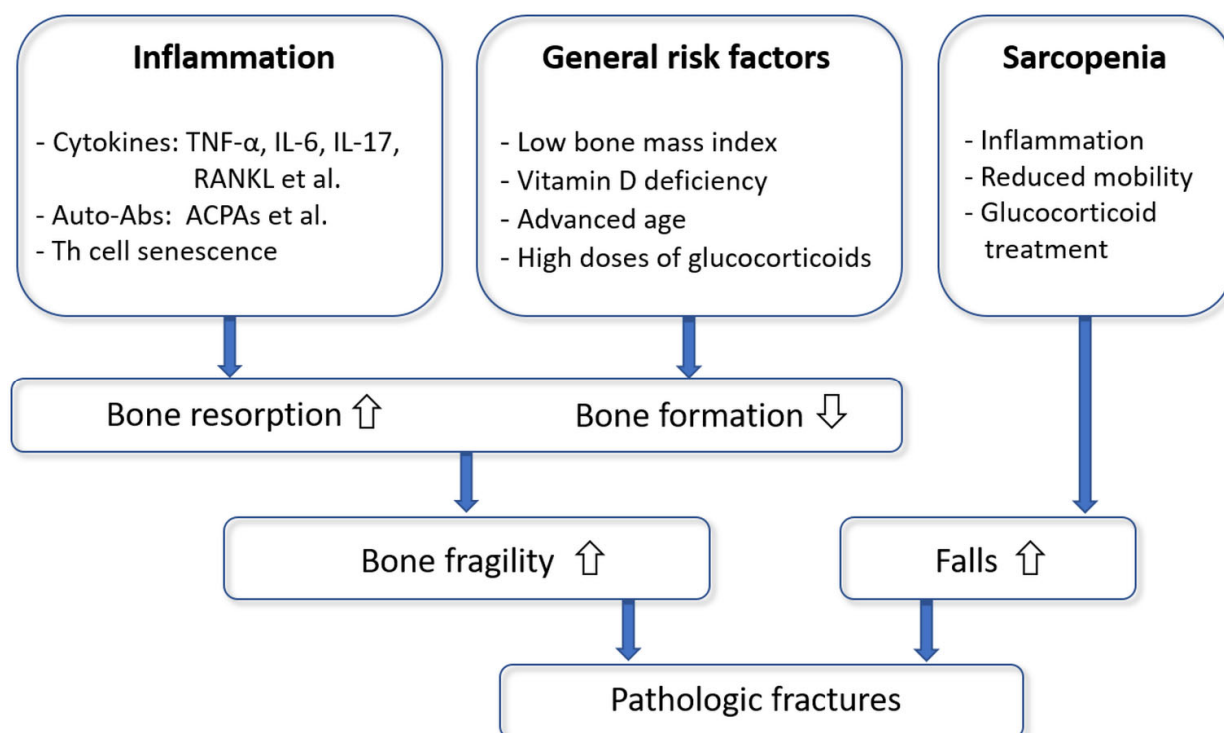 Inflammation
- Cytokines: TNF-α, IL-6, IL-17,
RANKL et al.
- Auto-Abs: ACPAs et al.
- Th cell senescence
General risk factors
- Low bone mass index
- Vitamin D deficiency
- Advanced age
- High doses of glucocorticoids
Sarcopenia
- Inflammation
- Reduced mobility
- Glucocorticoid
treatment
Bone resorption ⇧
Bone formation ⇩
Bone fragility ⇧
Falls ⇧
Pathologic fractures